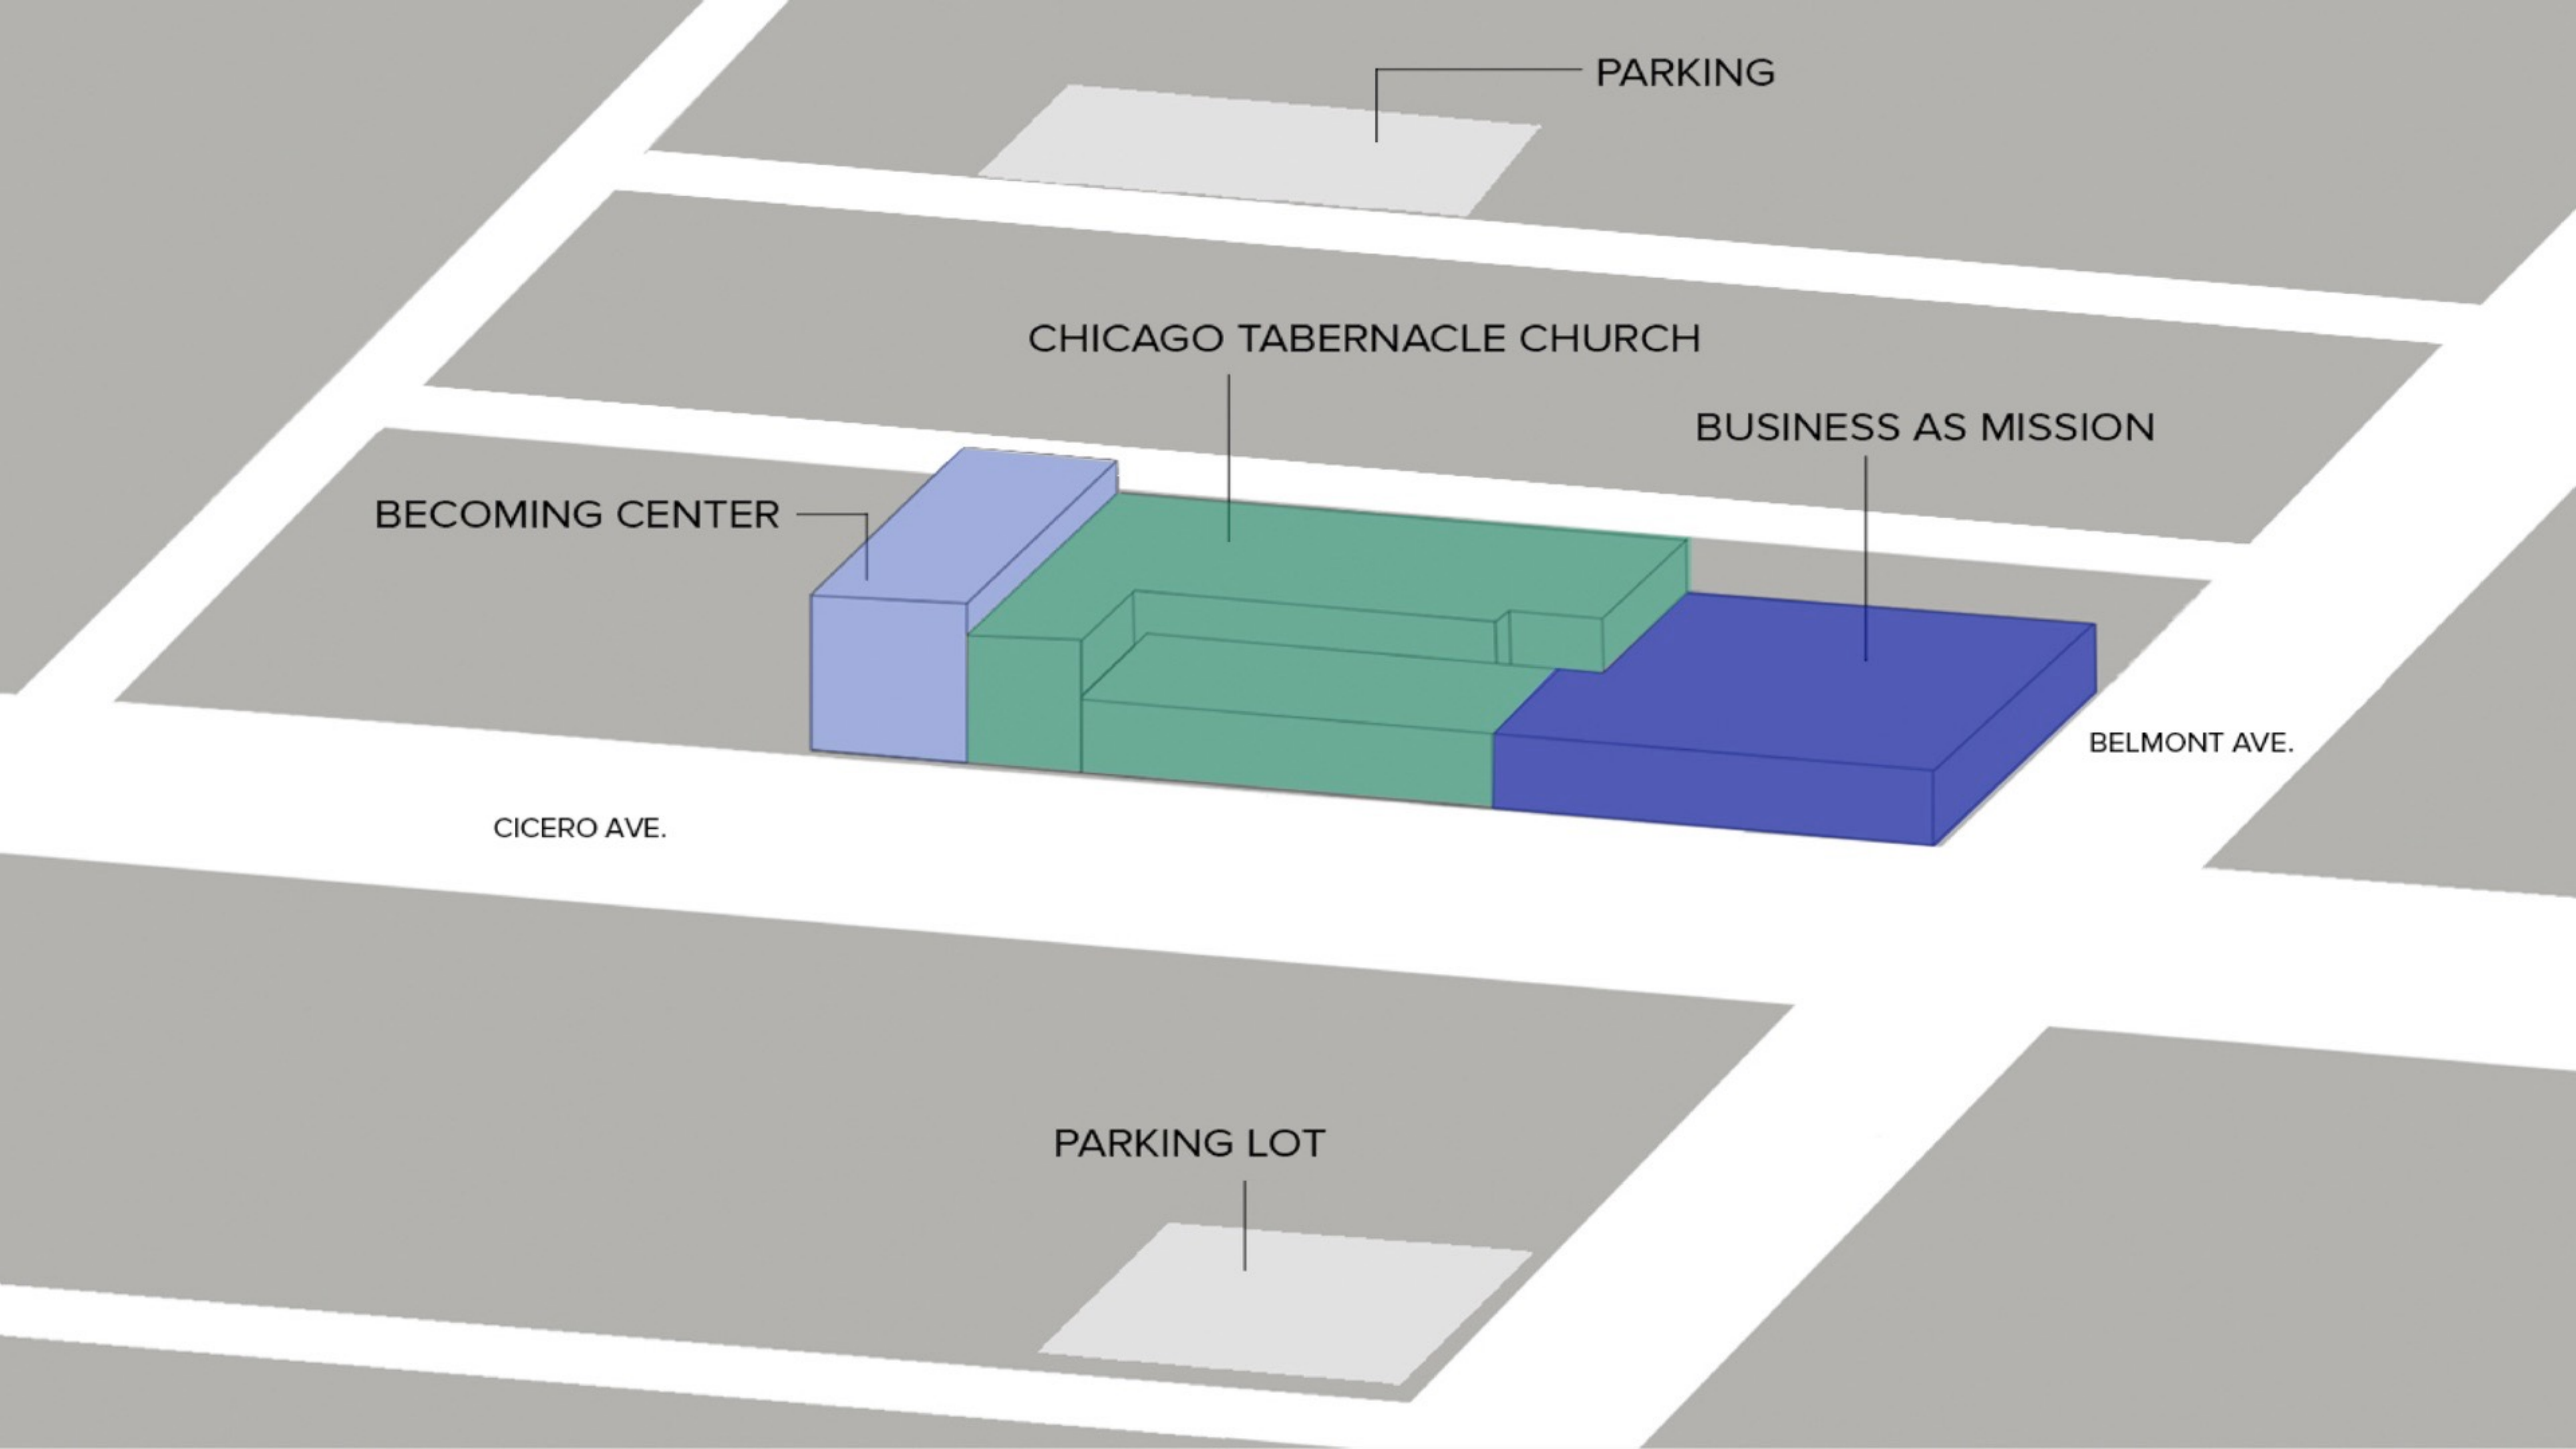 PARKING
CHICAGO TABERNACLE CHURCH
BUSINESS AS MISSION
BECOMING CENTER
BELMONT AVE.
CICERO AVE.
PARKING LOT